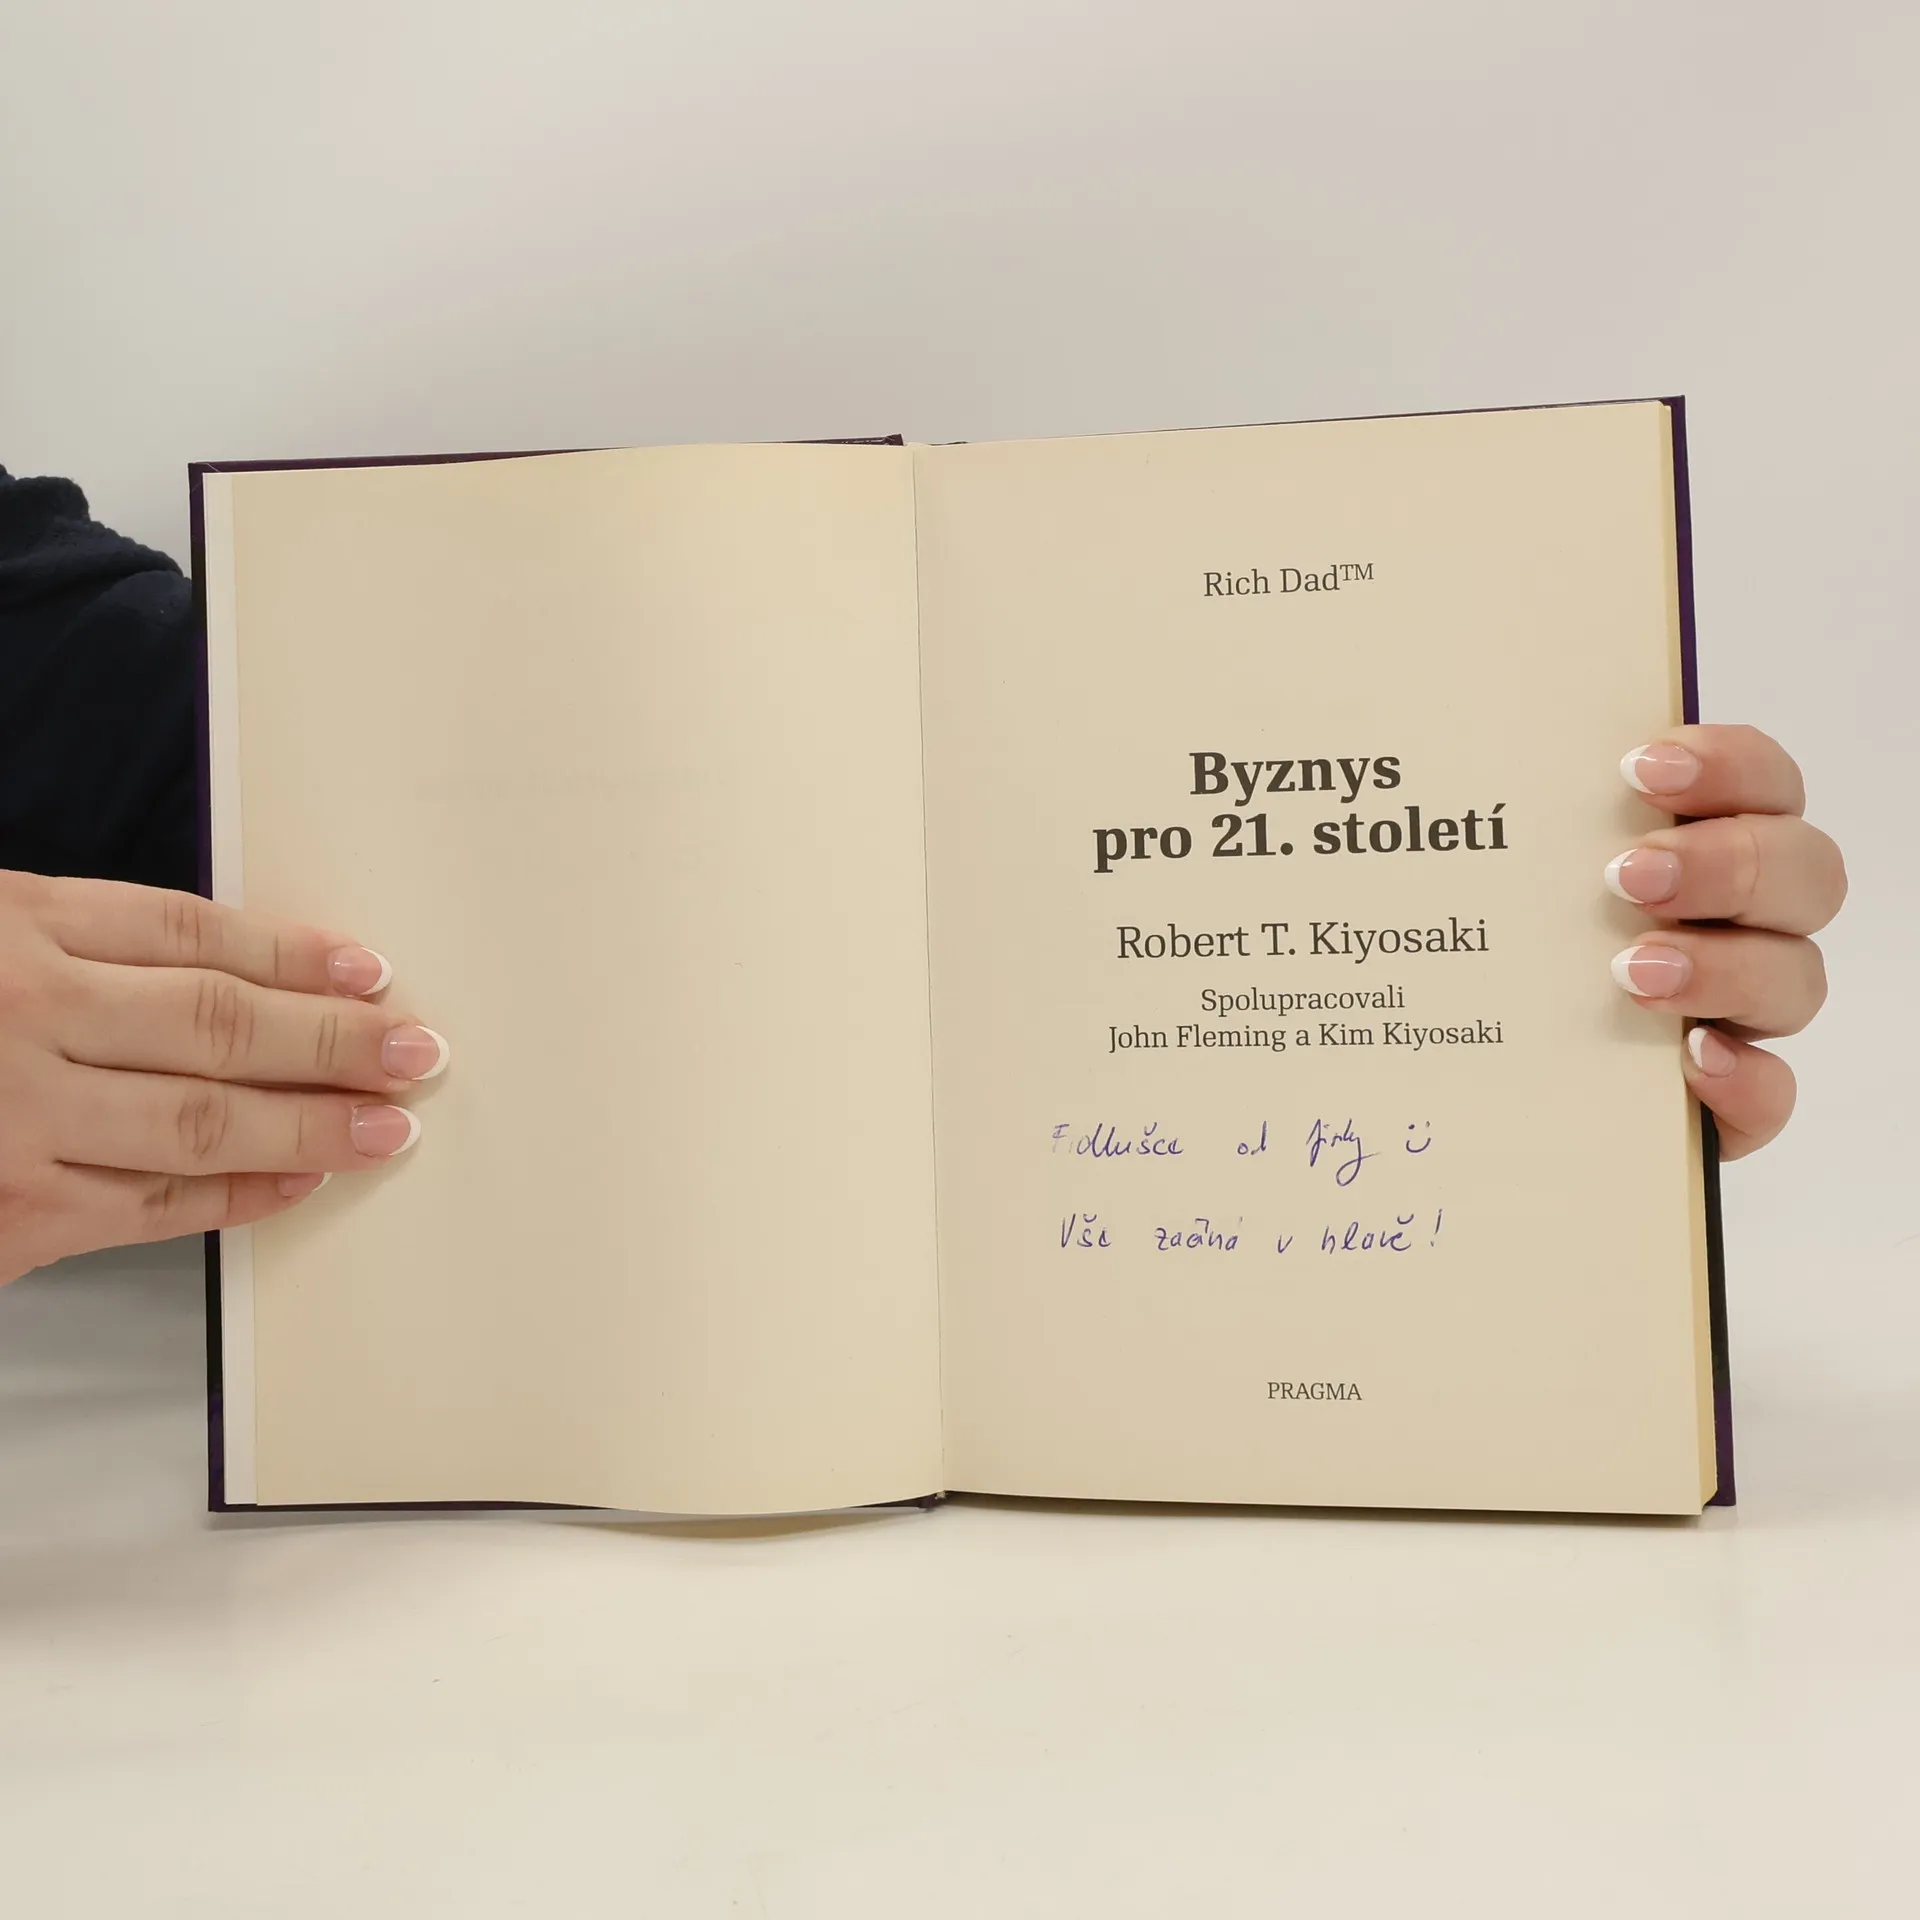 Rich Dad™
Byznys
pro 21. století
Robert T. Kiyosaki
Spolupracovali
John Fleming a Kim Kiyosaki
od
Vše začíná v hlavě!
PRAGMA